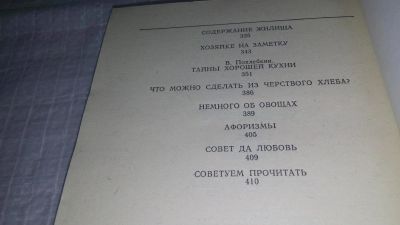 СОДЕРЖАНИЕ ЖИЛИЩА
335
ХОЗЯЙКЕ НА ЗАМЕТКУ
343
В. Похлебкин
ТАЙНЫ ХОРОШЕЙ КУХНИ
351
ЧТО МОЖНО СДЕЛАТЬ ИЗ ЧЕРСТВОГО ХЛЕБА?
386
НЕМНОГО ОБ ОВОЩАХ
389
АФОРИЗМЫ
405
СОВЕТ ДА ЛЮБОВЬ
409
СОВЕТУЕМ ПРОЧИТАТЬ
410